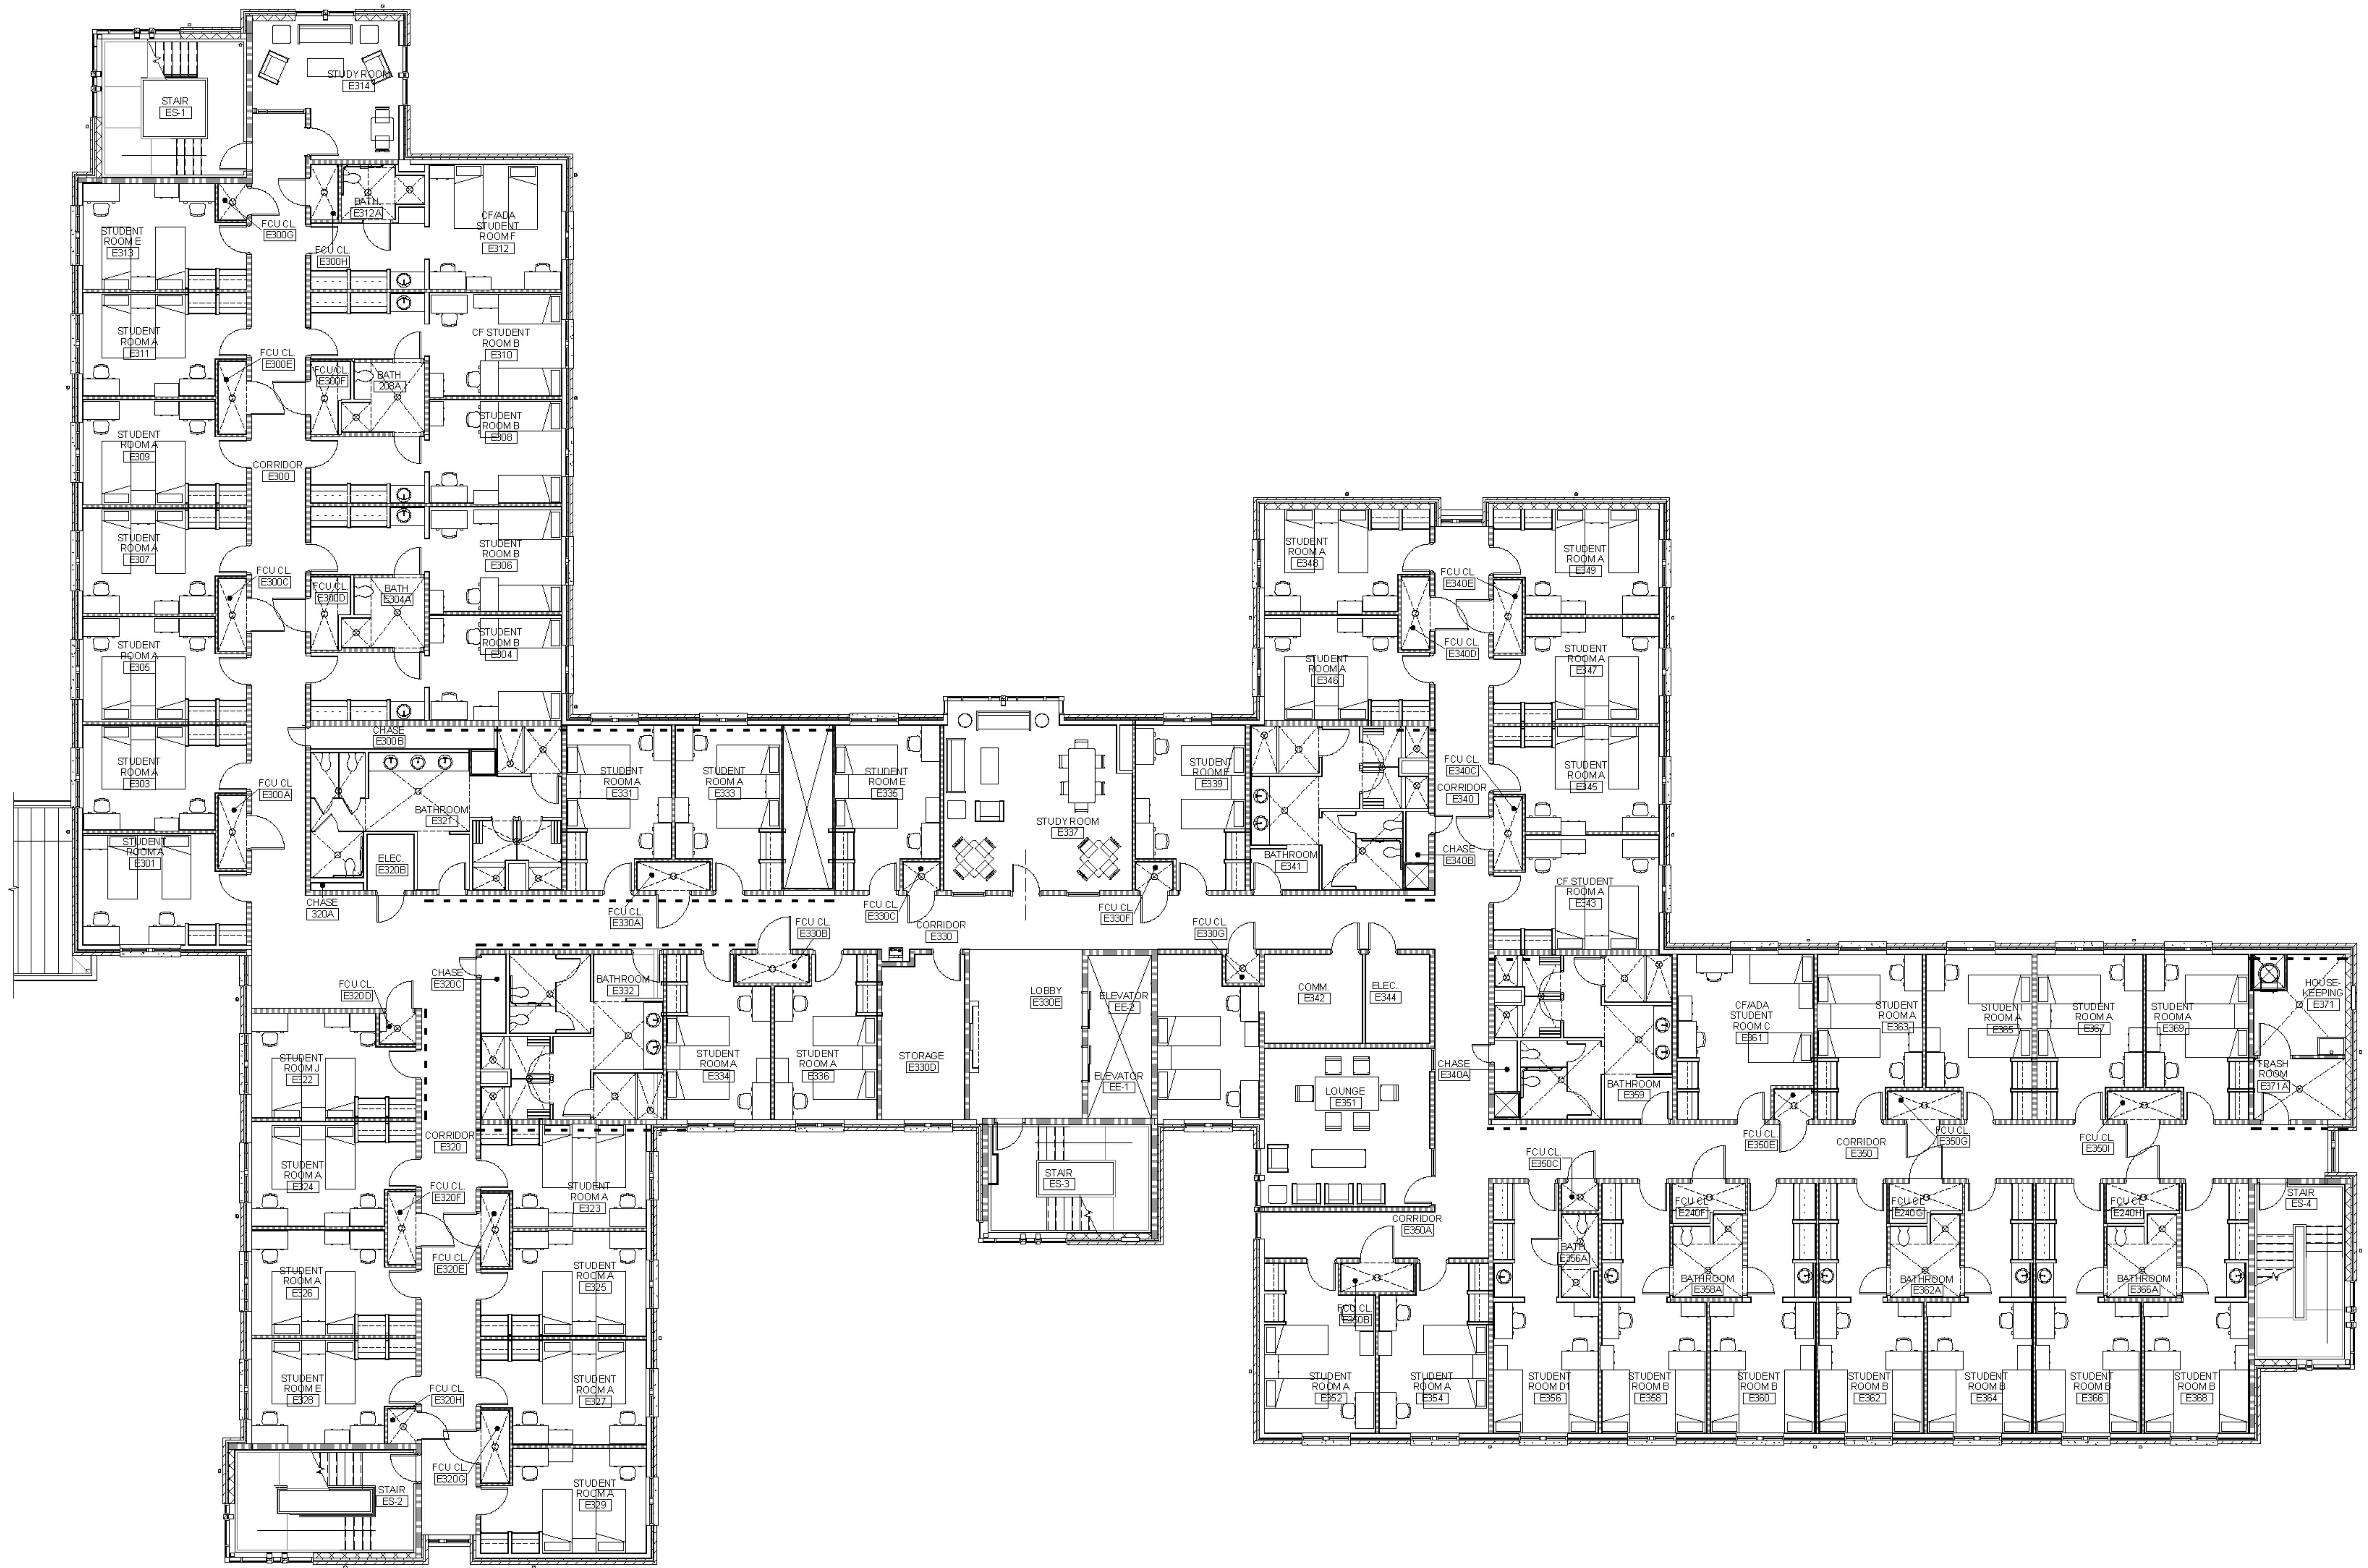 STUDY ROOM
E314
STAIR
ES-1
BATH.
E312A
CF/ADA
STUDENT
ROOM F
E312
FCU CL.
E300G
FCU CL.
E300H
STUDENT
ROOM E
E313
STUDENT
ROOM A
E311
CF STUDENT
ROOM B
E310
FCU CL.
E300E
FCU CL.
E300F
BATH
208A
STUDENT
ROOM B
E308
STUDENT
ROOM A
E309
CORRIDOR
E300
STUDENT
ROOM A
E307
STUDENT
ROOM B
E306
FCU CL.
E300C
FCU CL.
E300D
BATH
E304A
STUDENT
ROOM B
E304
STUDENT
ROOM A
E305
STUDENT
ROOM A
E303
CHASE
E300B
FCU CL.
E300A
STUDENT
ROOM A
E301
BATHROOM
E321
ELEC.
E320B
CHASE
320A
STUDENT
ROOM A
E331
STUDENT
ROOM A
E333
STUDENT
ROOM E
E335
STUDY ROOM
E337
STUDENT
ROOM E
E339
BATHROOM
E341
FCU CL.
E330A
FCU CL.
E330B
FCU CL.
E330C
CORRIDOR
E330
FCU CL.
E330F
FCU CL.
E330G
STUDENT
ROOM A
E348
STUDENT
ROOM A
E349
FCU CL.
E340E
FCU CL.
E340D
STUDENT
ROOM A
E346
STUDENT
ROOM A
E347
FCU CL.
E340C
CORRIDOR
E340
STUDENT
ROOM A
E345
CHASE
E340B
CF STUDENT
ROOM A
E343
FCU CL.
E320D
CHASE
E320C
BATHROOM
E332
STUDENT
ROOM A
E334
STUDENT
ROOM A
E336
STORAGE
E330D
LOBBY
E330E
ELEVATOR
EE-2
ELEVATOR
EE-1
COMM.
E342
ELEC.
E344
LOUNGE
E351
STAIR
ES-3
STUDENT
ROOM J
E322
CORRIDOR
E320
STUDENT
ROOM A
E324
STUDENT
ROOM A
E323
FCU CL.
E320F
FCU CL.
E320E
STUDENT
ROOM A
E326
STUDENT
ROOM A
E325
STUDENT
ROOM E
E328
STUDENT
ROOM A
E327
FCU CL.
E320H
FCU CL.
E320G
STAIR
ES-2
STUDENT
ROOM A
E329
CHASE
E340A
BATHROOM
E359
CF/ADA
STUDENT
ROOM C
E361
STUDENT
ROOM A
E363
STUDENT
ROOM A
E365
STUDENT
ROOM A
E367
STUDENT
ROOM A
E369
HOUSE-
KEEPING
E371
TRASH
ROOM
E371A
FCU CL.
E350E
CORRIDOR
E350
FCU CL.
E350G
FCU CL.
E350I
FCU CL.
E350C
CORRIDOR
E350A
FCU CL.
E350B
BATH
E356A
FCU CL.
E240F
BATHROOM
E358A
FCU CL.
E240G
BATHROOM
E362A
FCU CL.
E240H
BATHROOM
E366A
STAIR
ES-4
STUDENT
ROOM A
E352
STUDENT
ROOM A
E354
STUDENT
ROOM D1
E356
STUDENT
ROOM B
E358
STUDENT
ROOM B
E360
STUDENT
ROOM B
E362
STUDENT
ROOM B
E364
STUDENT
ROOM B
E366
STUDENT
ROOM B
E368